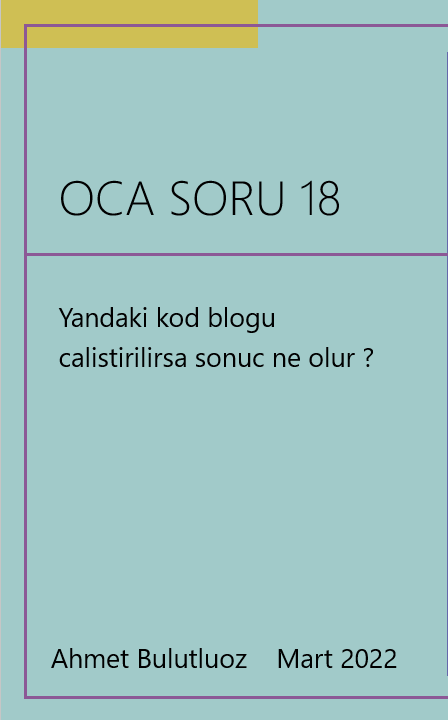 OCA SORU 18
Yandaki kod blogu
calistirilirsa sonuc ne olur ?
Ahmet Bulutluoz Mart 2022